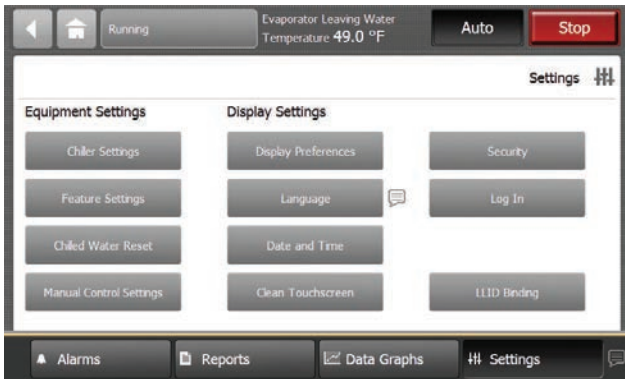 Running
Evaporator Leaving Water
Temperature 49.0 °F
Auto
Stop
Settings
Equipment Settings
Display Settings
Chiller Settings
Display Preferences
Security
Feature Settings
Language
Log In
Chilled Water Reset
Date and Time
Manual Control Settings
Clean Touchscreen
LLID Binding
Alarms
Reports
Data Graphs
Settings